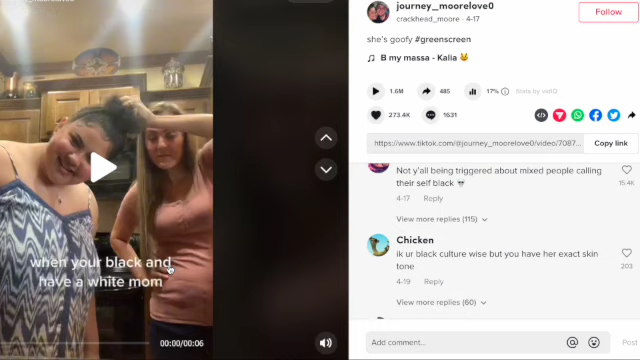 journey_moorelove0
crackhead_moore · 4-17
Follow
she's goofy #greenscreen
♫ B my massa - Kalia
1.6M
485
17%
Stats by vidIQ
273.4K
1631
https://www.tiktok.com/@journey_moorelove0/video/7087...
Copy link
Not y'all being triggered about mixed people calling
their self black
15.4K
4-17 Reply
View more replies (115)
Chicken
ik ur black culture wise but you have her exact skin
tone
203
4-19 Reply
View more replies (60)
Add comment...
Post
when your black and
have a white mom
00:00/00:06